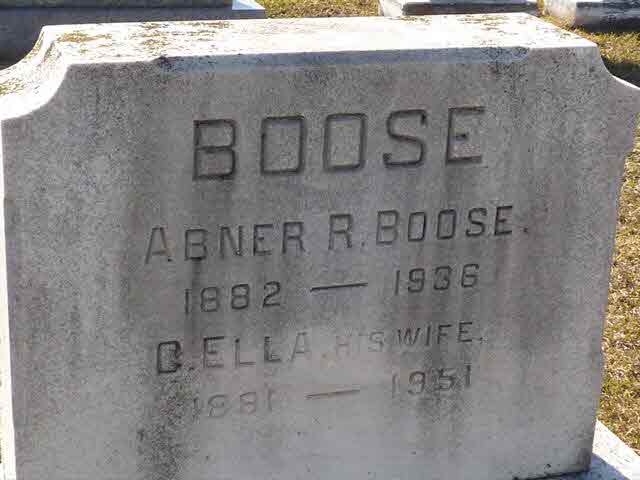 BOOSE
ABNER R. BOOSE.
1882 — 1936
C. ELLA, HIS WIFE.
1881 — 1951